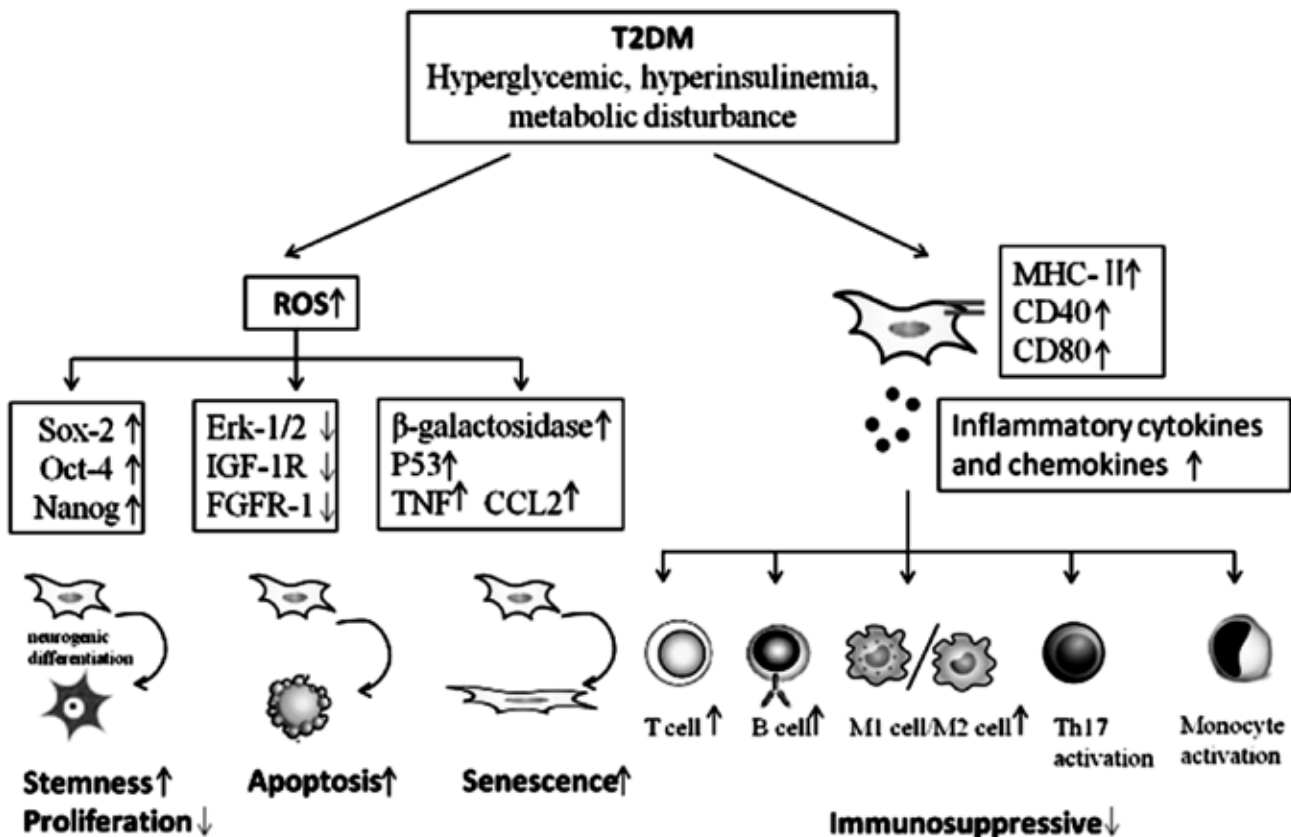 T2DM
Hyperglycemic, hyperinsulinemia,
metabolic disturbance
ROS↑
MHC-II↑
CD40↑
CD80↑
Sox-2↑
Oct-4↑
Nanog↑
Erk-1/2↓
IGF-1R↓
FGFR-1↓
β-galactosidase↑
P53↑
TNF↑ CCL2↑
Inflammatory cytokines
and chemokines ↑
neurogenic
differentiation
Stemness↑
Proliferation↓
Apoptosis↑
Senescence↑
T cell↑
B cell↑
M1 cell/M2 cell↑
Th17
activation
Monocyte
activation
Immunosuppressive↓